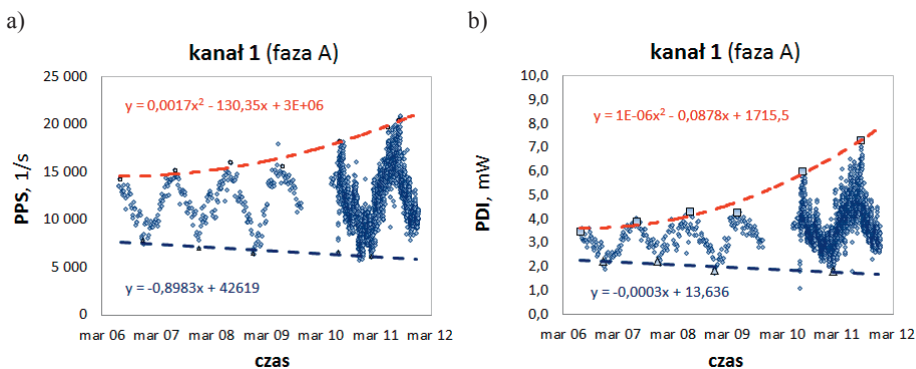 a)
kanał 1 (faza A)
25 000
20 000
15 000
10 000
5 000
0
PPS, 1/s
y = 0,0017x² - 130,35x + 3E+06
y = -0,8983x + 42619
mar 06 mar 07 mar 08 mar 09 mar 10 mar 11 mar 12
czas
b)
kanał 1 (faza A)
10,0
9,0
8,0
7,0
6,0
5,0
4,0
3,0
2,0
1,0
0,0
PDI, mW
y = 1E-06x² - 0,0878x + 1715,5
y = -0,0003x + 13,636
mar 06 mar 07 mar 08 mar 09 mar 10 mar 11 mar 12
czas